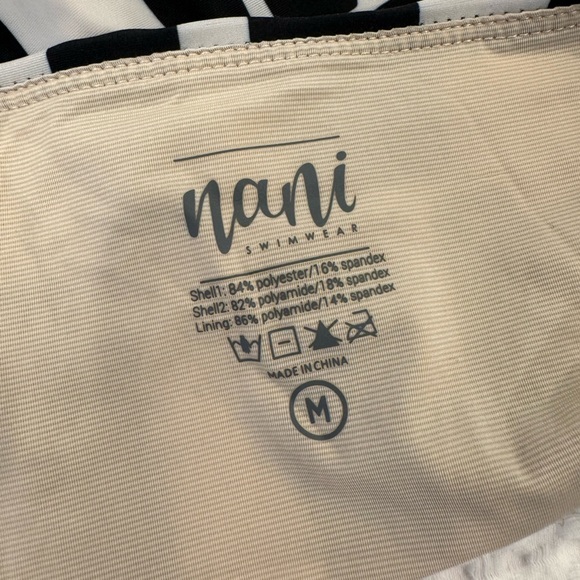 nani
SWIMWEAR
Shell1: 84% polyester/16% spandex
Shell2: 82% polyamide/18% spandex
Lining: 86% polyamide/14% spandex
MADE IN CHINA
M